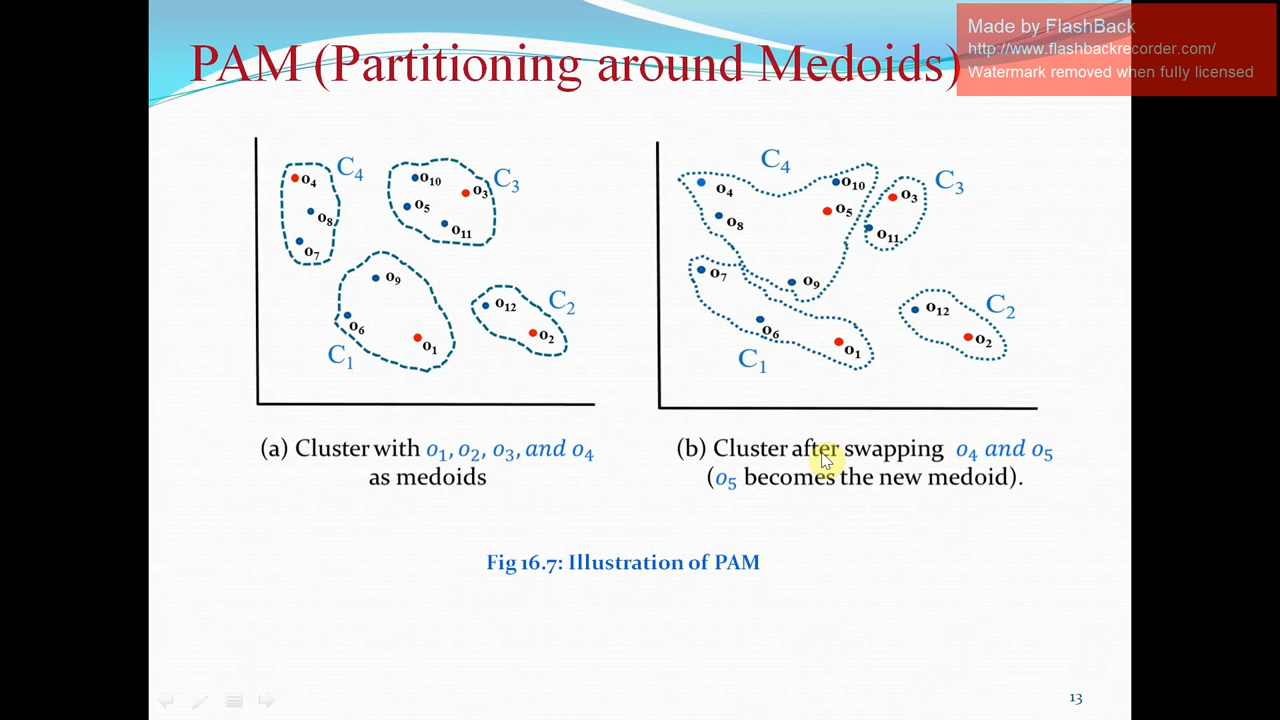 Made by FlashBack
http://www.flashbackrecorder.com/
Watermark removed when fully licensed
PAM (Partitioning around Medoids)
C₄
o₄
o₈
o₇
C₃
o₁₀
o₃
o₅
o₁₁
o₉
o₆
o₁
C₁
C₂
o₁₂
o₂
C₄
o₄
o₁₀
o₅
o₈
o₉
C₃
o₃
o₁₁
o₇
o₆
o₁
C₁
C₂
o₁₂
o₂
(a) Cluster with o₁, o₂, o₃, and o₄
as medoids
(b) Cluster after swapping o₄ and o₅
(o₅ becomes the new medoid).
Fig 16.7: Illustration of PAM
13